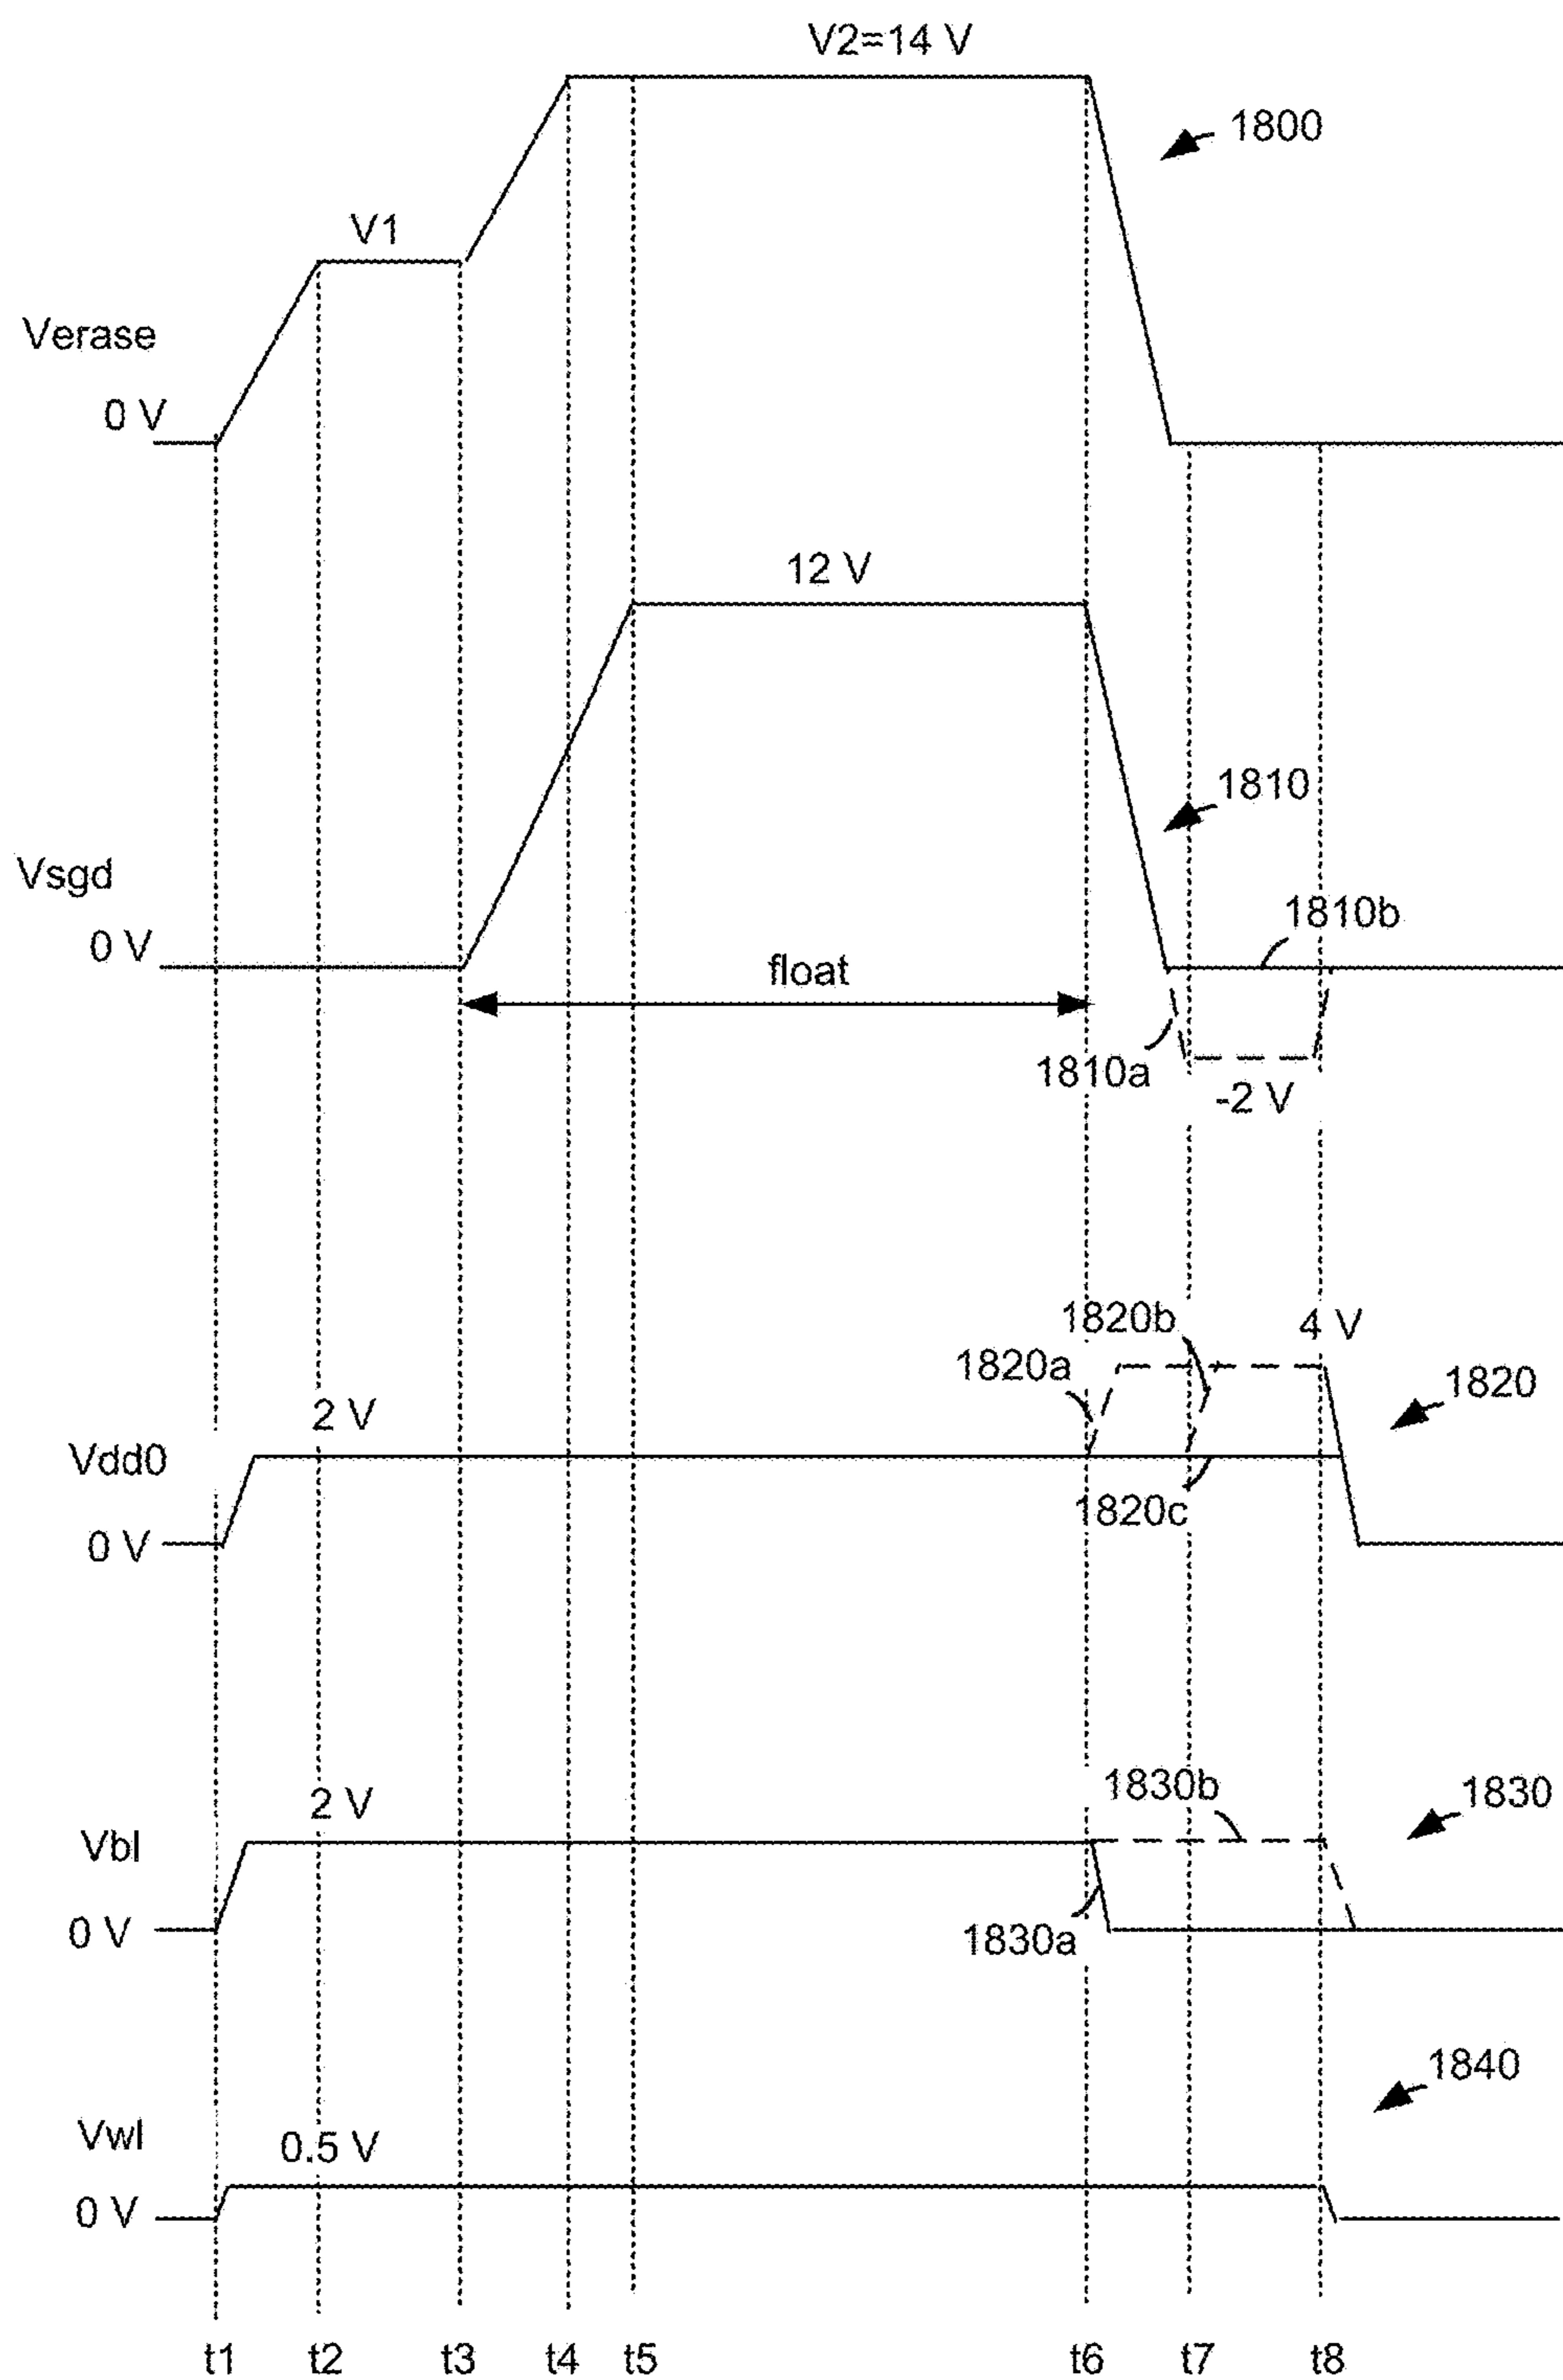 V2=14 V
1800
V1
Verase
0 V
12 V
1810
Vsgd
1810b
0 V
float
1810a
-2 V
1820b
4 V
1820a
1820
2 V
Vdd0
1820c
0 V
1830b
1830
2 V
Vbl
0 V
1830a
1840
Vwl
0.5 V
0 V
t1 t2 t3 t4 t5 t6 t7 t8